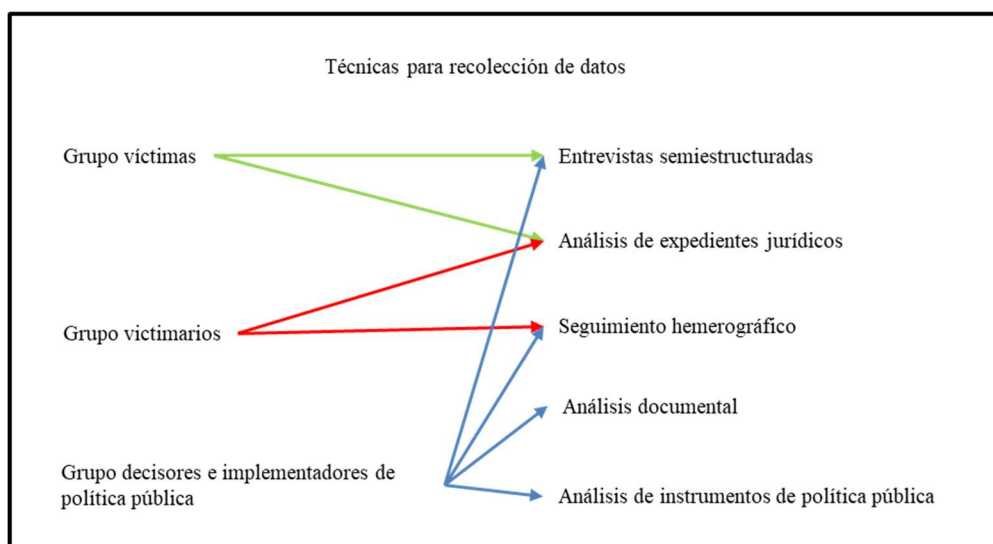 Técnicas para recolección de datos
Grupo víctimas
Entrevistas semiestructuradas
Análisis de expedientes jurídicos
Grupo victimarios
Seguimiento hemerográfico
Análisis documental
Grupo decisores e implementadores de
política pública
Análisis de instrumentos de política pública